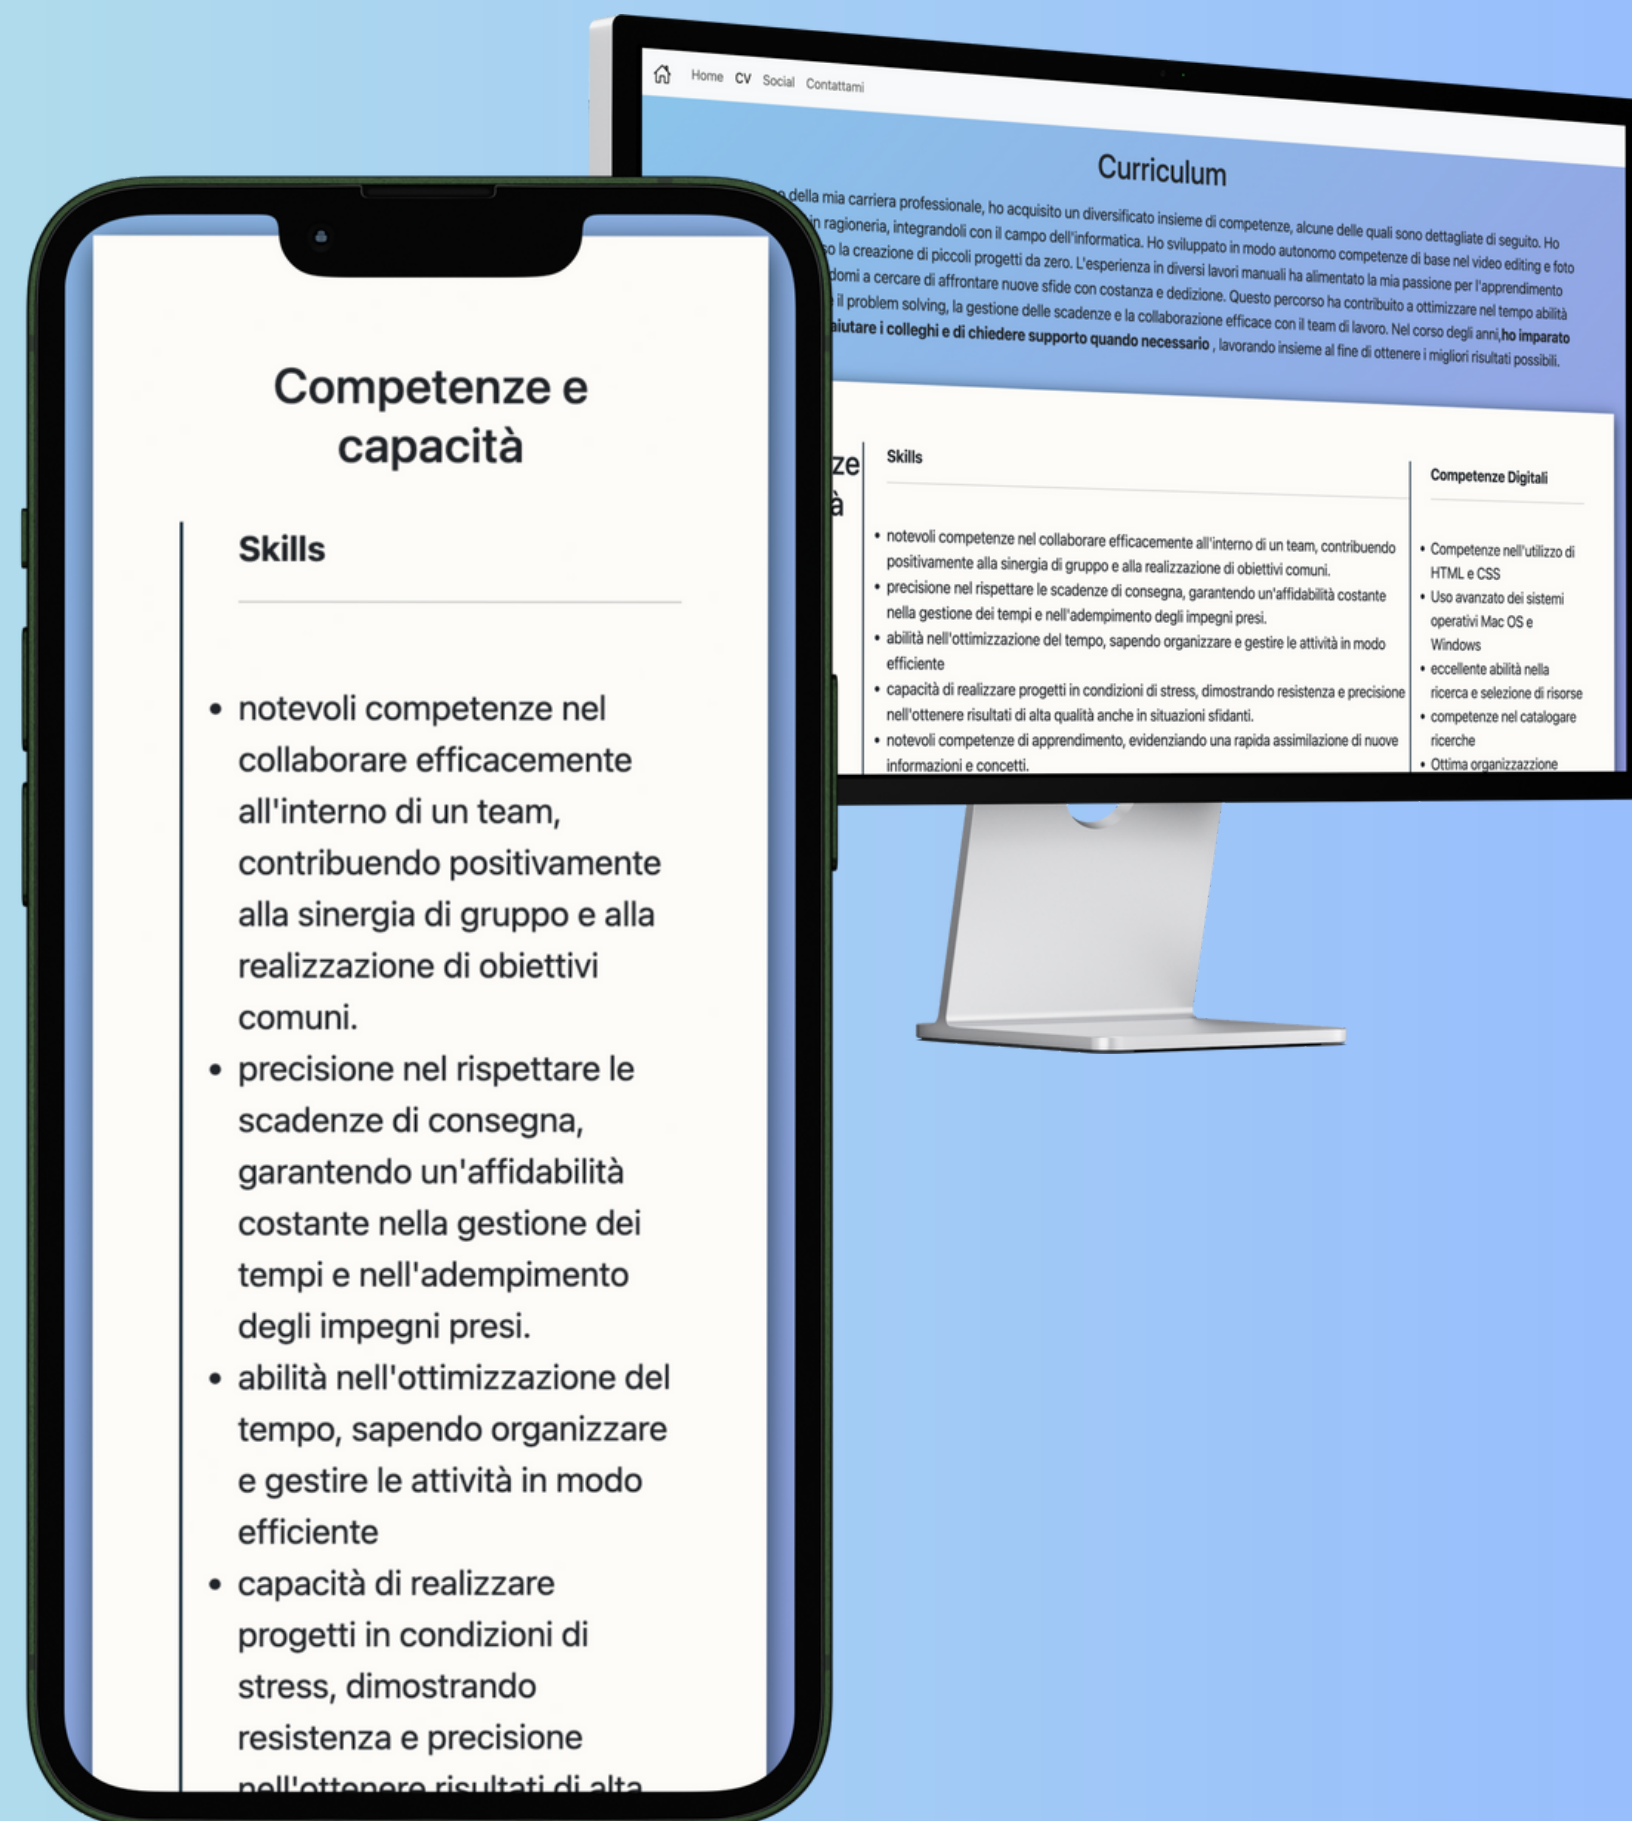 Home CV Social Contattami
Curriculum
della mia carriera professionale, ho acquisito un diversificato insieme di competenze, alcune delle quali sono dettagliate di seguito. Ho
in ragioneria, integrandoli con il campo dell'informatica. Ho sviluppato in modo autonomo competenze di base nel video editing e foto
la creazione di piccoli progetti da zero. L'esperienza in diversi lavori manuali ha alimentato la mia passione per l'apprendimento
a cercare di affrontare nuove sfide con costanza e dedizione. Questo percorso ha contribuito a ottimizzare nel tempo abilità
il problem solving, la gestione delle scadenze e la collaborazione efficace con il team di lavoro. Nel corso degli anni,ho imparato
aiutare i colleghi e di chiedere supporto quando necessario , lavorando insieme al fine di ottenere i migliori risultati possibili.
Skills
• notevoli competenze nel collaborare efficacemente all'interno di un team, contribuendo
positivamente alla sinergia di gruppo e alla realizzazione di obiettivi comuni.
• precisione nel rispettare le scadenze di consegna, garantendo un'affidabilità costante
nella gestione dei tempi e nell'adempimento degli impegni presi.
• abilità nell'ottimizzazione del tempo, sapendo organizzare e gestire le attività in modo
efficiente
• capacità di realizzare progetti in condizioni di stress, dimostrando resistenza e precisione
nell'ottenere risultati di alta qualità anche in situazioni sfidanti.
• notevoli competenze di apprendimento, evidenziando una rapida assimilazione di nuove
informazioni e concetti.
Competenze Digitali
• Competenze nell'utilizzo di
HTML e CSS
• Uso avanzato dei sistemi
operativi Mac OS e
Windows
• eccellente abilità nella
ricerca e selezione di risorse
• competenze nel catalogare
ricerche
• Ottima organizzazzione
Competenze e
capacità
Skills
• notevoli competenze nel
collaborare efficacemente
all'interno di un team,
contribuendo positivamente
alla sinergia di gruppo e alla
realizzazione di obiettivi
comuni.
• precisione nel rispettare le
scadenze di consegna,
garantendo un'affidabilità
costante nella gestione dei
tempi e nell'adempimento
degli impegni presi.
• abilità nell'ottimizzazione del
tempo, sapendo organizzare
e gestire le attività in modo
efficiente
• capacità di realizzare
progetti in condizioni di
stress, dimostrando
resistenza e precisione
nell'ottenere risultati di alta